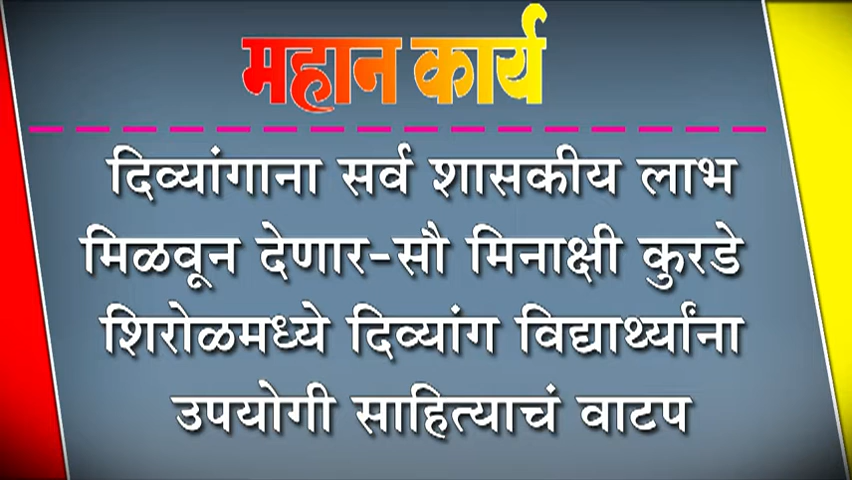 महान कार्य
दिव्यांगाना सर्व शासकीय लाभ
मिळवून देणार-सौ मिनाक्षी कुरडे
शिरोळमध्ये दिव्यांग विद्यार्थ्यांना
उपयोगी साहित्याचं वाटप